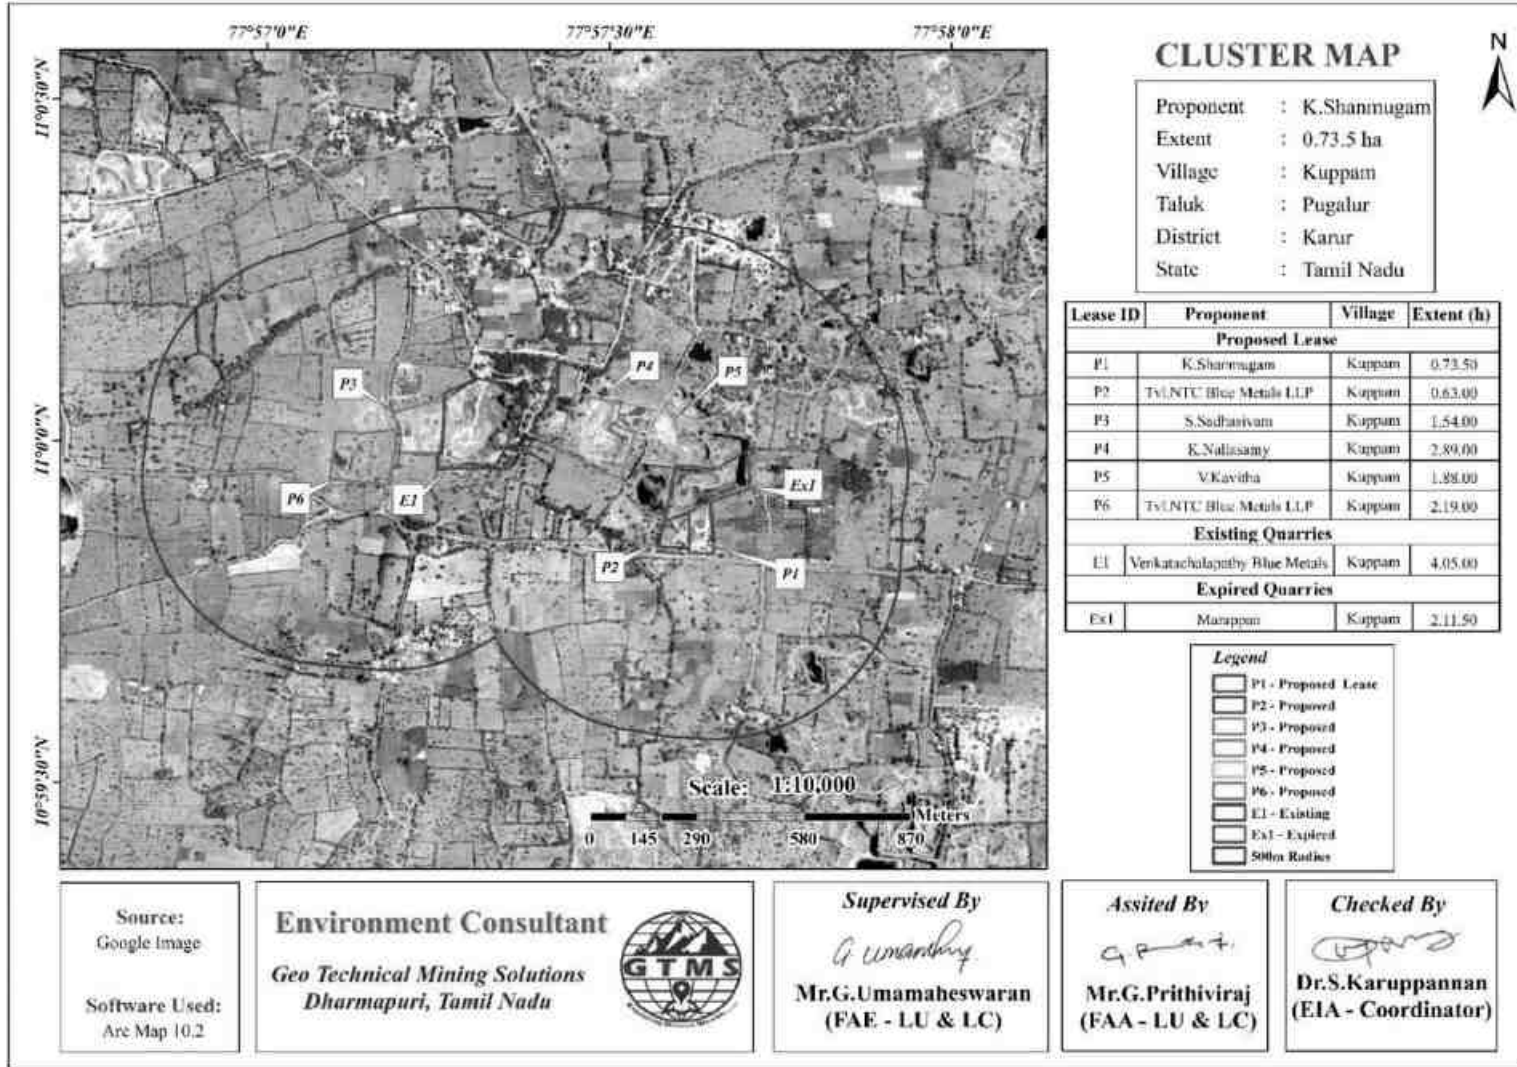 77°57'0"E 77°57'30"E 77°58'0"E
11°0'30"N
11°0'0"N
10°59'30"N
P3
P4
P5
P6
E1
Ex1
P2
P1
Scale: 1:10,000
Meters
0 145 290 580 870
CLUSTER MAP
N
Proponent : K.Shanmugam
Extent : 0.73.5 ha
Village : Kuppam
Taluk : Pugalur
District : Karur
State : Tamil Nadu
Lease ID Proponent Village Extent (h)
Proposed Lease
P1 K.Shanmugam Kuppam 0.73.50
P2 Tvl.NTC Blue Metals LLP Kuppam 0.63.00
P3 S.Sadhasivam Kuppam 1.54.00
P4 K.Nallasamy Kuppam 2.89.00
P5 V.Kavitha Kuppam 1.88.00
P6 Tvl.NTC Blue Metals LLP Kuppam 2.19.00
Existing Quarries
E1 Venkatachalapathy Blue Metals Kuppam 4.05.00
Expired Quarries
Ex1 Marappan Kuppam 2.11.50
Legend
P1 - Proposed Lease
P2 - Proposed
P3 - Proposed
P4 - Proposed
P5 - Proposed
P6 - Proposed
E1 - Existing
Ex1 - Expired
500m Radius
Source:
Google Image
Software Used:
Arc Map 10.2
Environment Consultant
Geo Technical Mining Solutions
Dharmapuri, Tamil Nadu
GTMS
Supervised By
Mr.G.Umamaheswaran
(FAE - LU & LC)
Assited By
Mr.G.Prithiviraj
(FAA - LU & LC)
Checked By
Dr.S.Karuppannan
(EIA - Coordinator)